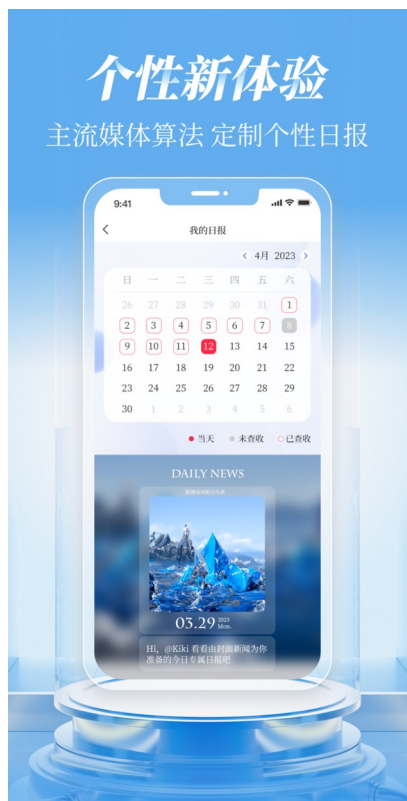 个性新体验
主流媒体算法 定制个性日报
9:41
我的日报
4月 2023
日 一 二 三 四 五 六
26 27 28 29 30 31 1
2 3 4 5 6 7 8
9 10 11 12 13 14 15
16 17 18 19 20 21 22
23 24 25 26 27 28 29
30 1 2 3 4 5 6
当天 未查收 已查收
DAILY NEWS
03.29 2023
Mon.
Hi, @Kiki 看看由封面新闻为你
准备的今日专属日报吧